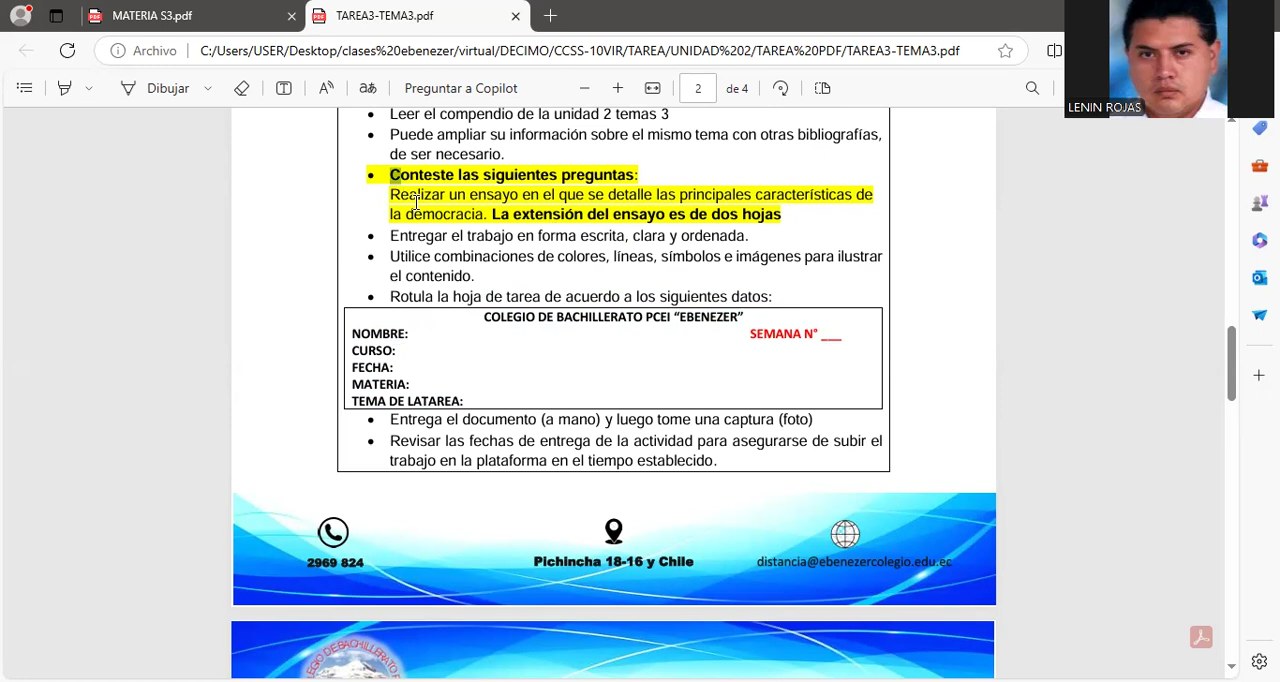 MATERIA S3.pdf
TAREA3-TEMA3.pdf
Archivo
C:/Users/USER/Desktop/clases%20ebenezer/virtual/DECIMO/CCSS-10VIR/TAREA/UNIDAD%202/TAREA%20PDF/TAREA3-TEMA3.pdf
Dibujar
Preguntar a Copilot
2
de 4
LENIN ROJAS
• Leer el compendio de la unidad 2 temas 3
• Puede ampliar su información sobre el mismo tema con otras bibliografías,
de ser necesario.
• Conteste las siguientes preguntas:
Realizar un ensayo en el que se detalle las principales características de
la democracia. La extensión del ensayo es de dos hojas
• Entregar el trabajo en forma escrita, clara y ordenada.
• Utilice combinaciones de colores, líneas, símbolos e imágenes para ilustrar
el contenido.
• Rotula la hoja de tarea de acuerdo a los siguientes datos:
COLEGIO DE BACHILLERATO PCEI “EBENEZER”
NOMBRE: SEMANA N° ___
CURSO:
FECHA:
MATERIA:
TEMA DE LATAREA:
• Entrega el documento (a mano) y luego tome una captura (foto)
• Revisar las fechas de entrega de la actividad para asegurarse de subir el
trabajo en la plataforma en el tiempo establecido.
2969 824
Pichincha 18-16 y Chile
distancia@ebenezercolegio.edu.ec